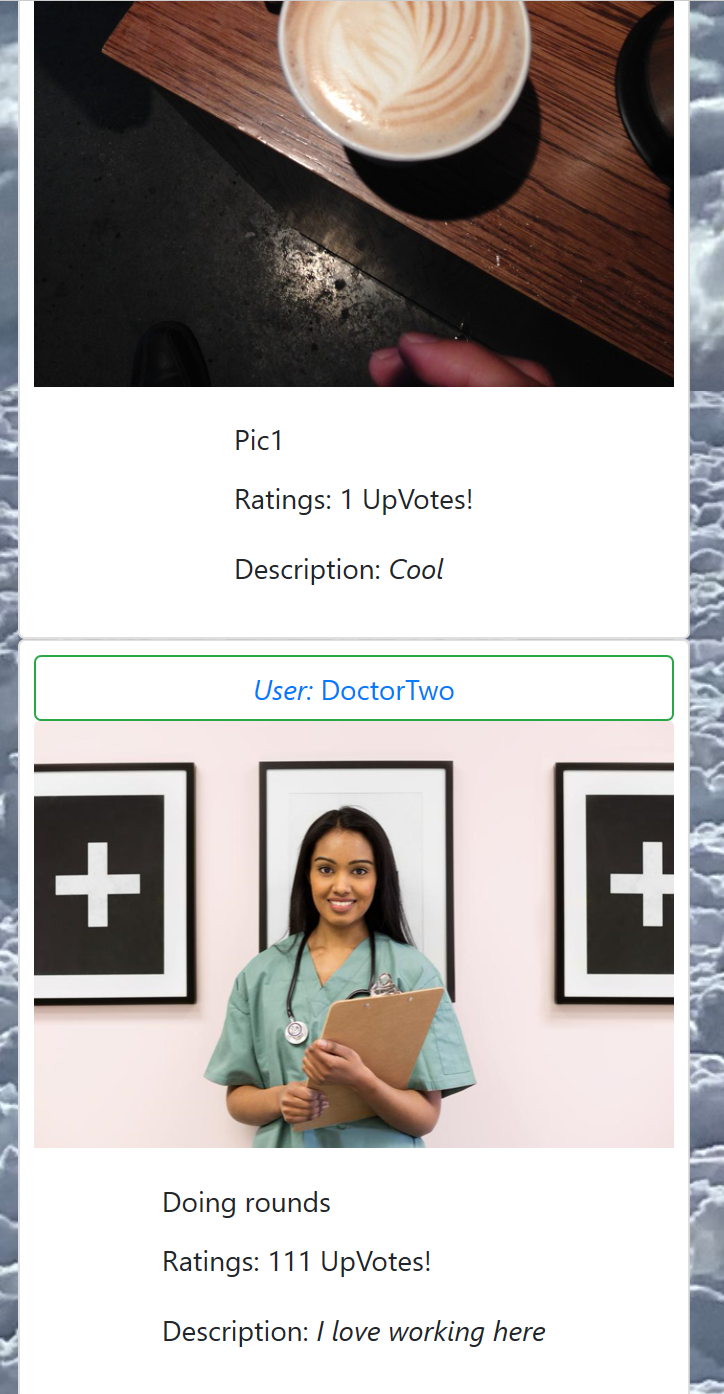 Pic1
Ratings: 1 UpVotes!
Description: Cool
User: DoctorTwo
Doing rounds
Ratings: 111 UpVotes!
Description: I love working here